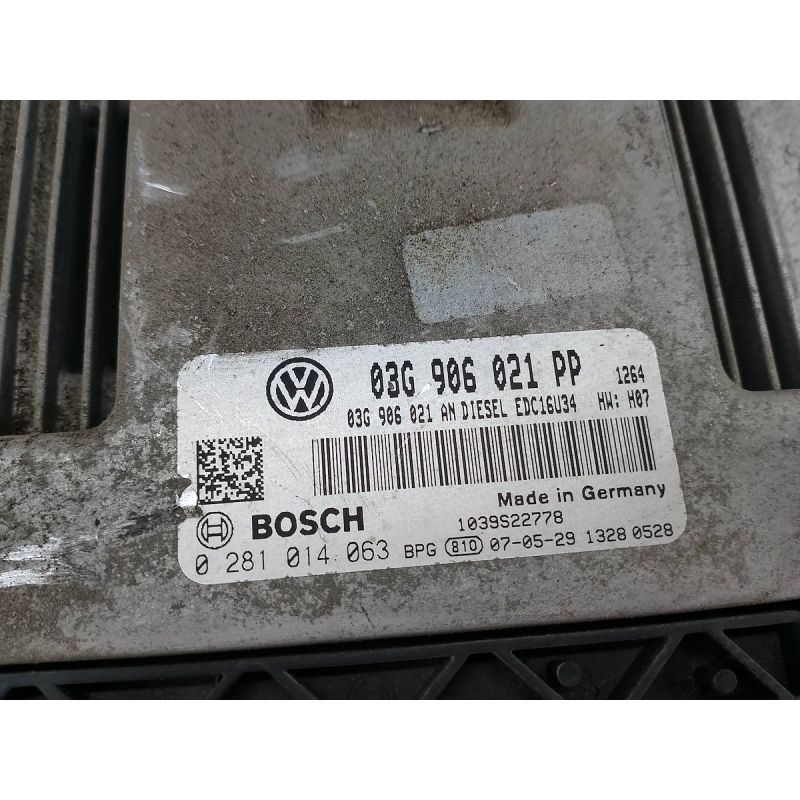 03G 906 021 PP 1264
03G 906 021 AN DIESEL EDC16U34 HW: H07
Made in Germany
BOSCH 1039S22778
0 281 014 063 BPG 810 07-05-29 1328 0528